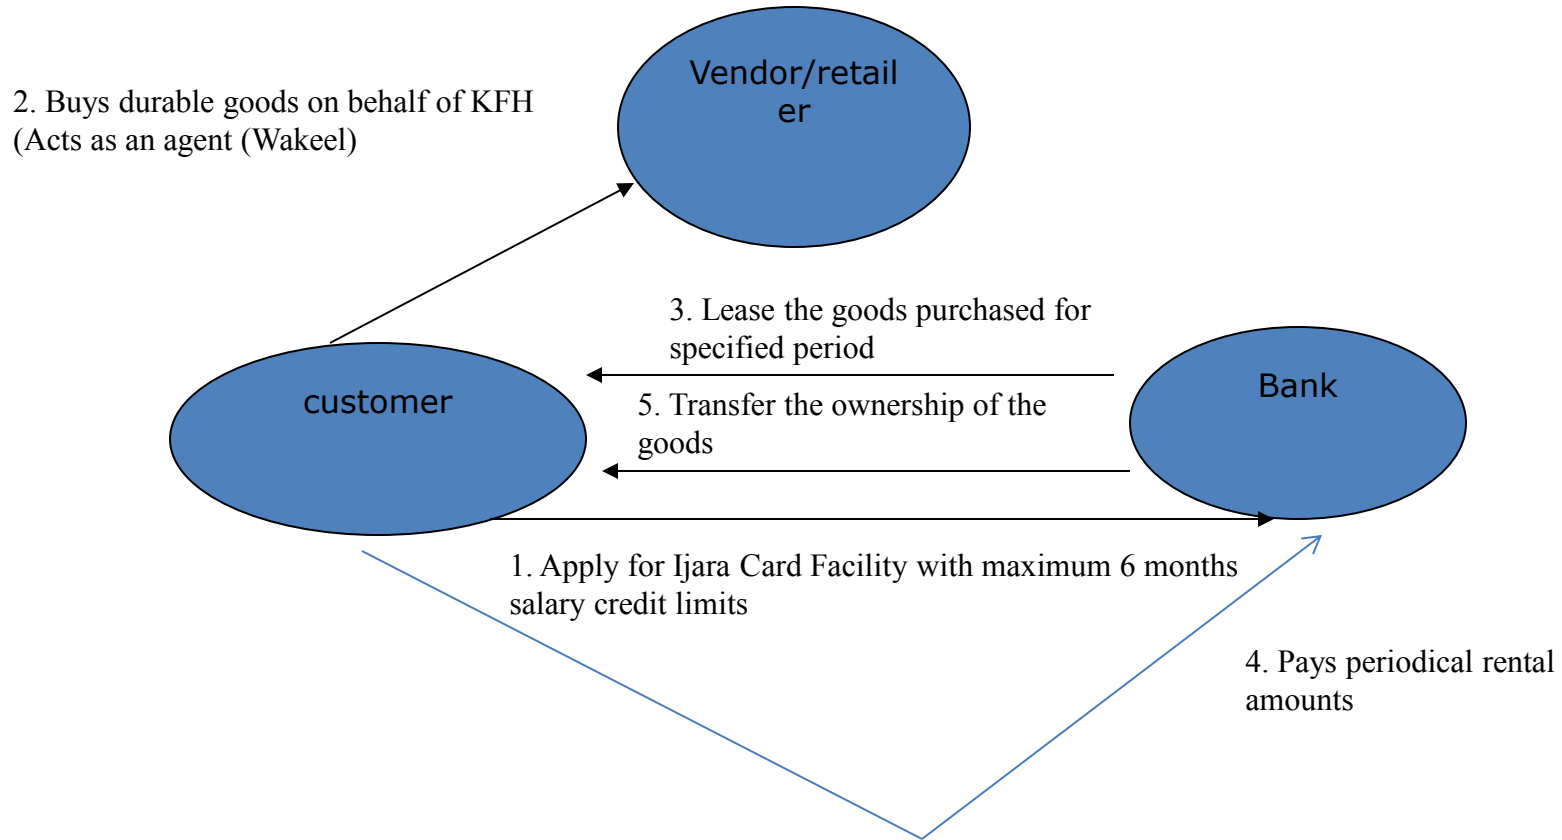 Vendor/retail
er
2. Buys durable goods on behalf of KFH
(Acts as an agent (Wakeel)
3. Lease the goods purchased for
specified period
customer
Bank
5. Transfer the ownership of the
goods
1. Apply for Ijara Card Facility with maximum 6 months
salary credit limits
4. Pays periodical rental
amounts